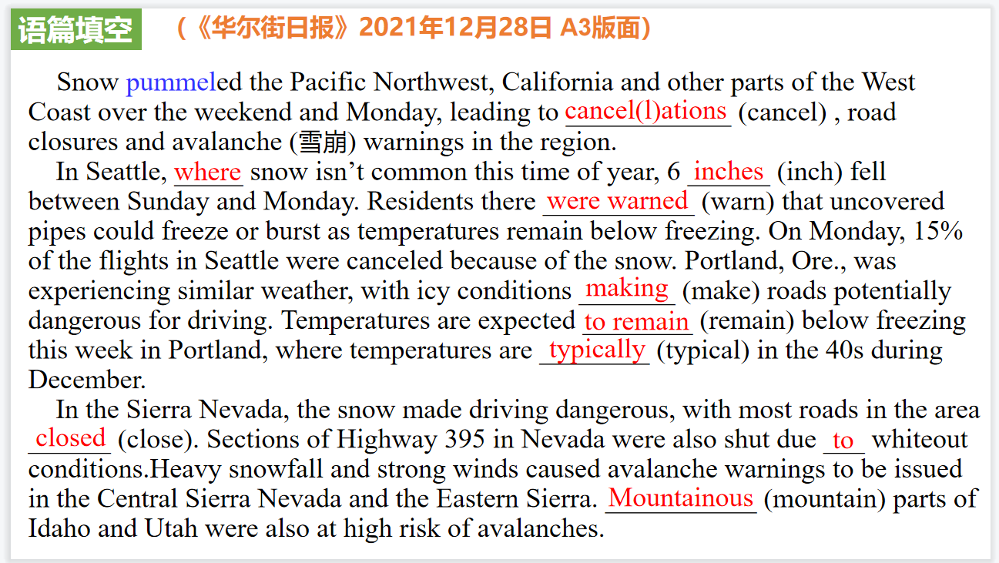 语篇填空 (《华尔街日报》2021年12月28日 A3版面)
Snow pummeled the Pacific Northwest, California and other parts of the West
Coast over the weekend and Monday, leading to cancel(l)ations (cancel) , road
closures and avalanche (雪崩) warnings in the region.
In Seattle, where snow isn’t common this time of year, 6 inches (inch) fell
between Sunday and Monday. Residents there were warned (warn) that uncovered
pipes could freeze or burst as temperatures remain below freezing. On Monday, 15%
of the flights in Seattle were canceled because of the snow. Portland, Ore., was
experiencing similar weather, with icy conditions making (make) roads potentially
dangerous for driving. Temperatures are expected to remain (remain) below freezing
this week in Portland, where temperatures are typically (typical) in the 40s during
December.
In the Sierra Nevada, the snow made driving dangerous, with most roads in the area
closed (close). Sections of Highway 395 in Nevada were also shut due to whiteout
conditions.Heavy snowfall and strong winds caused avalanche warnings to be issued
in the Central Sierra Nevada and the Eastern Sierra. Mountainous (mountain) parts of
Idaho and Utah were also at high risk of avalanches.